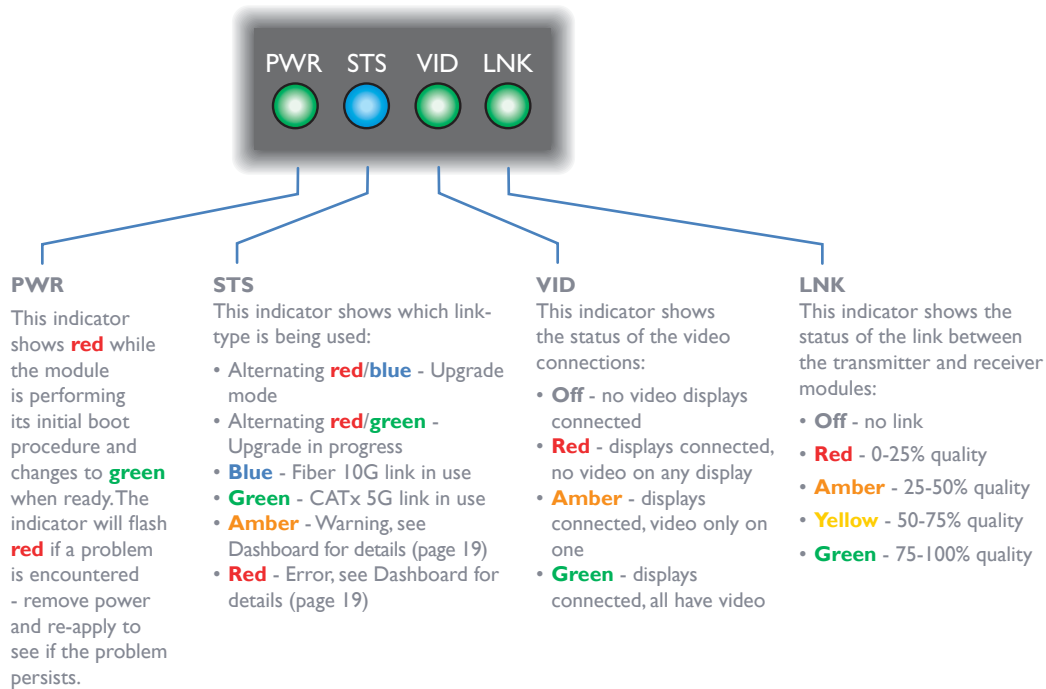 PWR STS VID LNK
PWR
This indicator
shows red while
the module
is performing
its initial boot
procedure and
changes to green
when ready. The
indicator will flash
red if a problem
is encountered
- remove power
and re-apply to
see if the problem
persists.
STS
This indicator shows which link-
type is being used:
• Alternating red/blue - Upgrade
mode
• Alternating red/green -
Upgrade in progress
• Blue - Fiber 10G link in use
• Green - CATx 5G link in use
• Amber - Warning, see
Dashboard for details (page 19)
• Red - Error, see Dashboard for
details (page 19)
VID
This indicator shows
the status of the video
connections:
• Off - no video displays
connected
• Red - displays connected,
no video on any display
• Amber - displays
connected, video only on
one
• Green - displays
connected, all have video
LNK
This indicator shows the
status of the link between
the transmitter and receiver
modules:
• Off - no link
• Red - 0-25% quality
• Amber - 25-50% quality
• Yellow - 50-75% quality
• Green - 75-100% quality